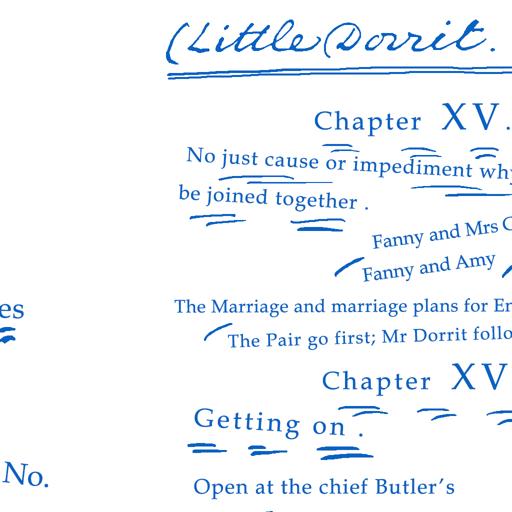 (Little Dorrit.
Chapter XV.
No just cause or impediment why
be joined together .
Fanny and Mrs
Fanny and Amy
The Marriage and marriage plans for
The Pair go first; Mr Dorrit
Chapter XV
Getting on .
No.
Open at the chief Butler's